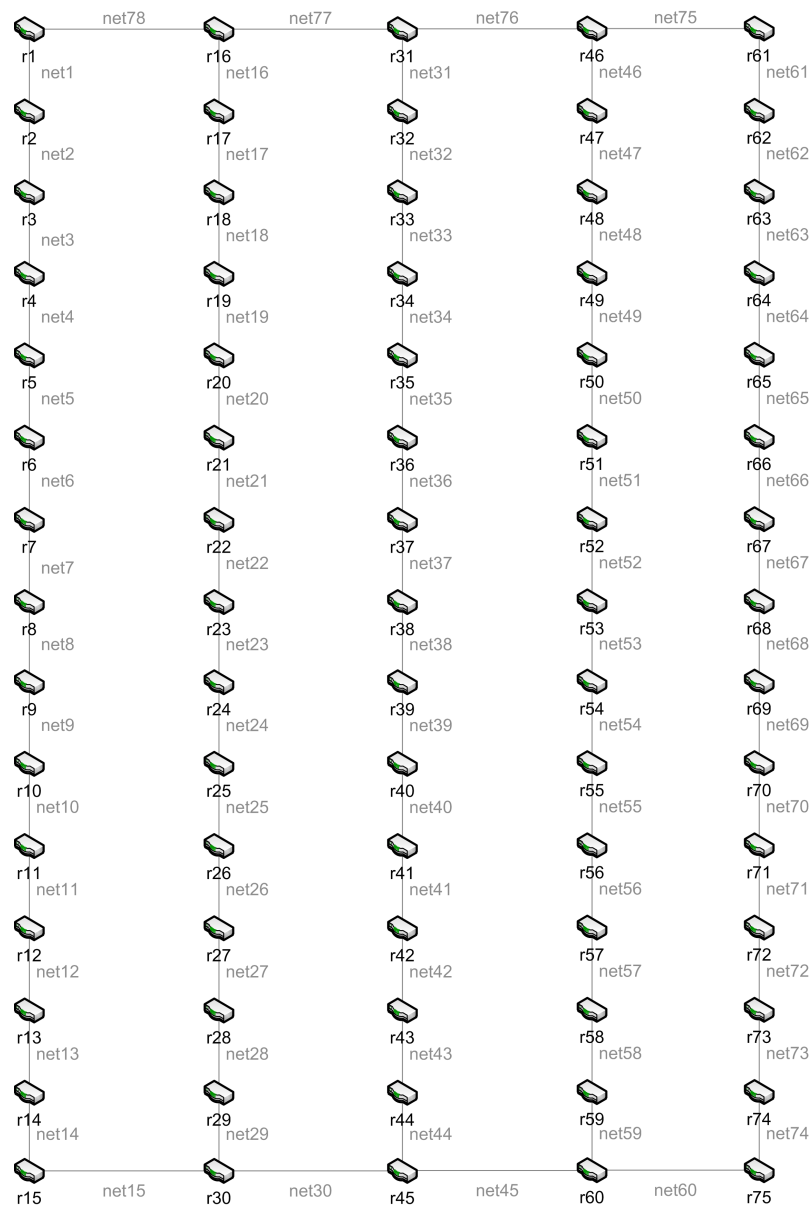 net78 net77 net76 net75
r1 r16 r31 r46 r61
net1 net16 net31 net46 net61
r2 r17 r32 r47 r62
net2 net17 net32 net47 net62
r3 r18 r33 r48 r63
net3 net18 net33 net48 net63
r4 r19 r34 r49 r64
net4 net19 net34 net49 net64
r5 r20 r35 r50 r65
net5 net20 net35 net50 net65
r6 r21 r36 r51 r66
net6 net21 net36 net51 net66
r7 r22 r37 r52 r67
net7 net22 net37 net52 net67
r8 r23 r38 r53 r68
net8 net23 net38 net53 net68
r9 r24 r39 r54 r69
net9 net24 net39 net54 net69
r10 r25 r40 r55 r70
net10 net25 net40 net55 net70
r11 r26 r41 r56 r71
net11 net26 net41 net56 net71
r12 r27 r42 r57 r72
net12 net27 net42 net57 net72
r13 r28 r43 r58 r73
net13 net28 net43 net58 net73
r14 r29 r44 r59 r74
net14 net29 net44 net59 net74
r15 net15 r30 net30 r45 net45 r60 net60 r75